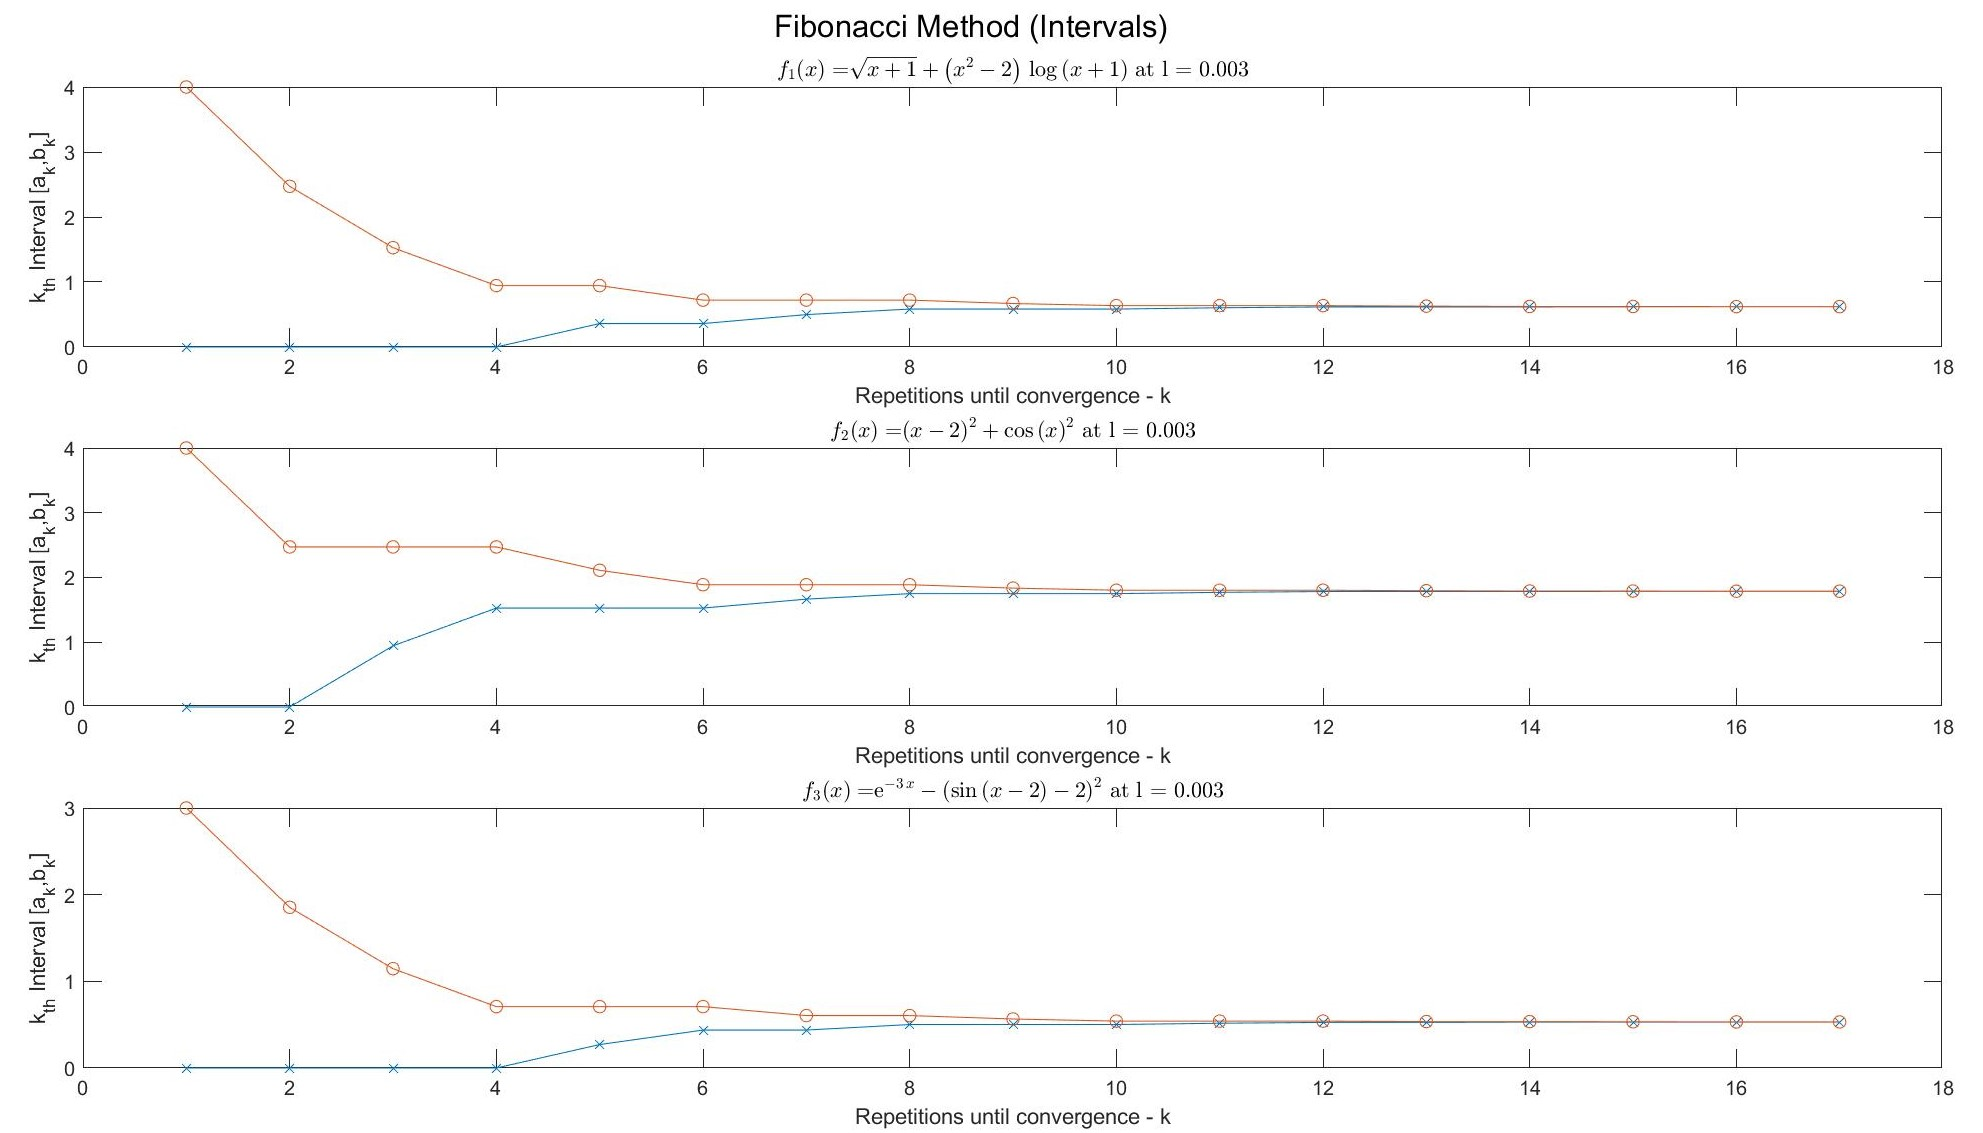 Fibonacci Method (Intervals)
f₁(x) =√(x + 1) + (x² − 2) log (x + 1) at l = 0.003
4
3
2
1
0
k_th Interval [a_k,b_k]
0 2 4 6 8 10 12 14 16 18
Repetitions until convergence - k
f₂(x) =(x − 2)² + cos (x)² at l = 0.003
4
3
2
1
0
k_th Interval [a_k,b_k]
0 2 4 6 8 10 12 14 16 18
Repetitions until convergence - k
f₃(x) =e⁻³ˣ − (sin (x − 2) − 2)² at l = 0.003
3
2
1
0
k_th Interval [a_k,b_k]
0 2 4 6 8 10 12 14 16 18
Repetitions until convergence - k